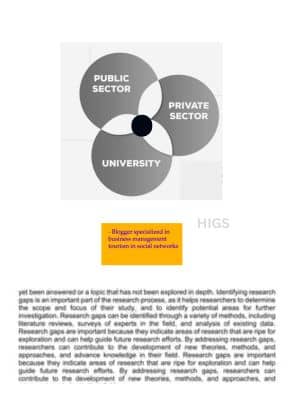 PUBLIC
SECTOR
PRIVATE
SECTOR
UNIVERSITY
HIGS
- Blogger specialized in
business management
tourism in social networks
yet been answered or a topic that has not been explored in depth. Identifying research
gaps is an important part of the research process, as it helps researchers to determine
the scope and focus of their study, and to identify potential areas for further
investigation. Research gaps can be identified through a variety of methods, including
literature reviews, surveys of experts in the field, and analysis of existing data.
Research gaps are important because they indicate areas of research that are ripe for
exploration and can help guide future research efforts. By addressing research gaps,
researchers can contribute to the development of new theories, methods, and
approaches, and advance knowledge in their field. Research gaps are important
because they indicate areas of research that are ripe for exploration and can help
guide future research efforts. By addressing research gaps, researchers can
contribute to the development of new theories, methods, and approaches, and